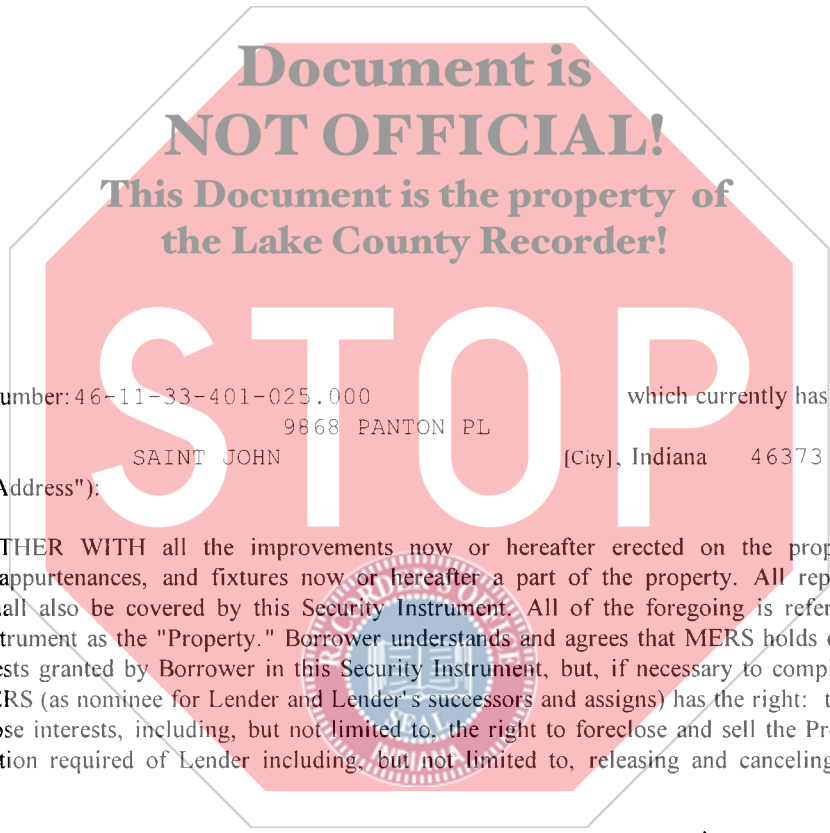 Document is
NOT OFFICIAL!
This Document is the property of
the Lake County Recorder!
STOP
umber:46-11-33-401-025.000 which currently has
9868 PANTON PL
SAINT JOHN [City], Indiana 46373
Address"):
THER WITH all the improvements now or hereafter erected on the prop
appurtenances, and fixtures now or hereafter a part of the property. All rep
all also be covered by this Security Instrument. All of the foregoing is refer
trument as the "Property." Borrower understands and agrees that MERS holds
ests granted by Borrower in this Security Instrument, but, if necessary to compl
ERS (as nominee for Lender and Lender's successors and assigns) has the right: t
ose interests, including, but not limited to, the right to foreclose and sell the Pr
tion required of Lender including, but not limited to, releasing and canceling
RECORDER'S OFFICE
SEAL
INDIANA